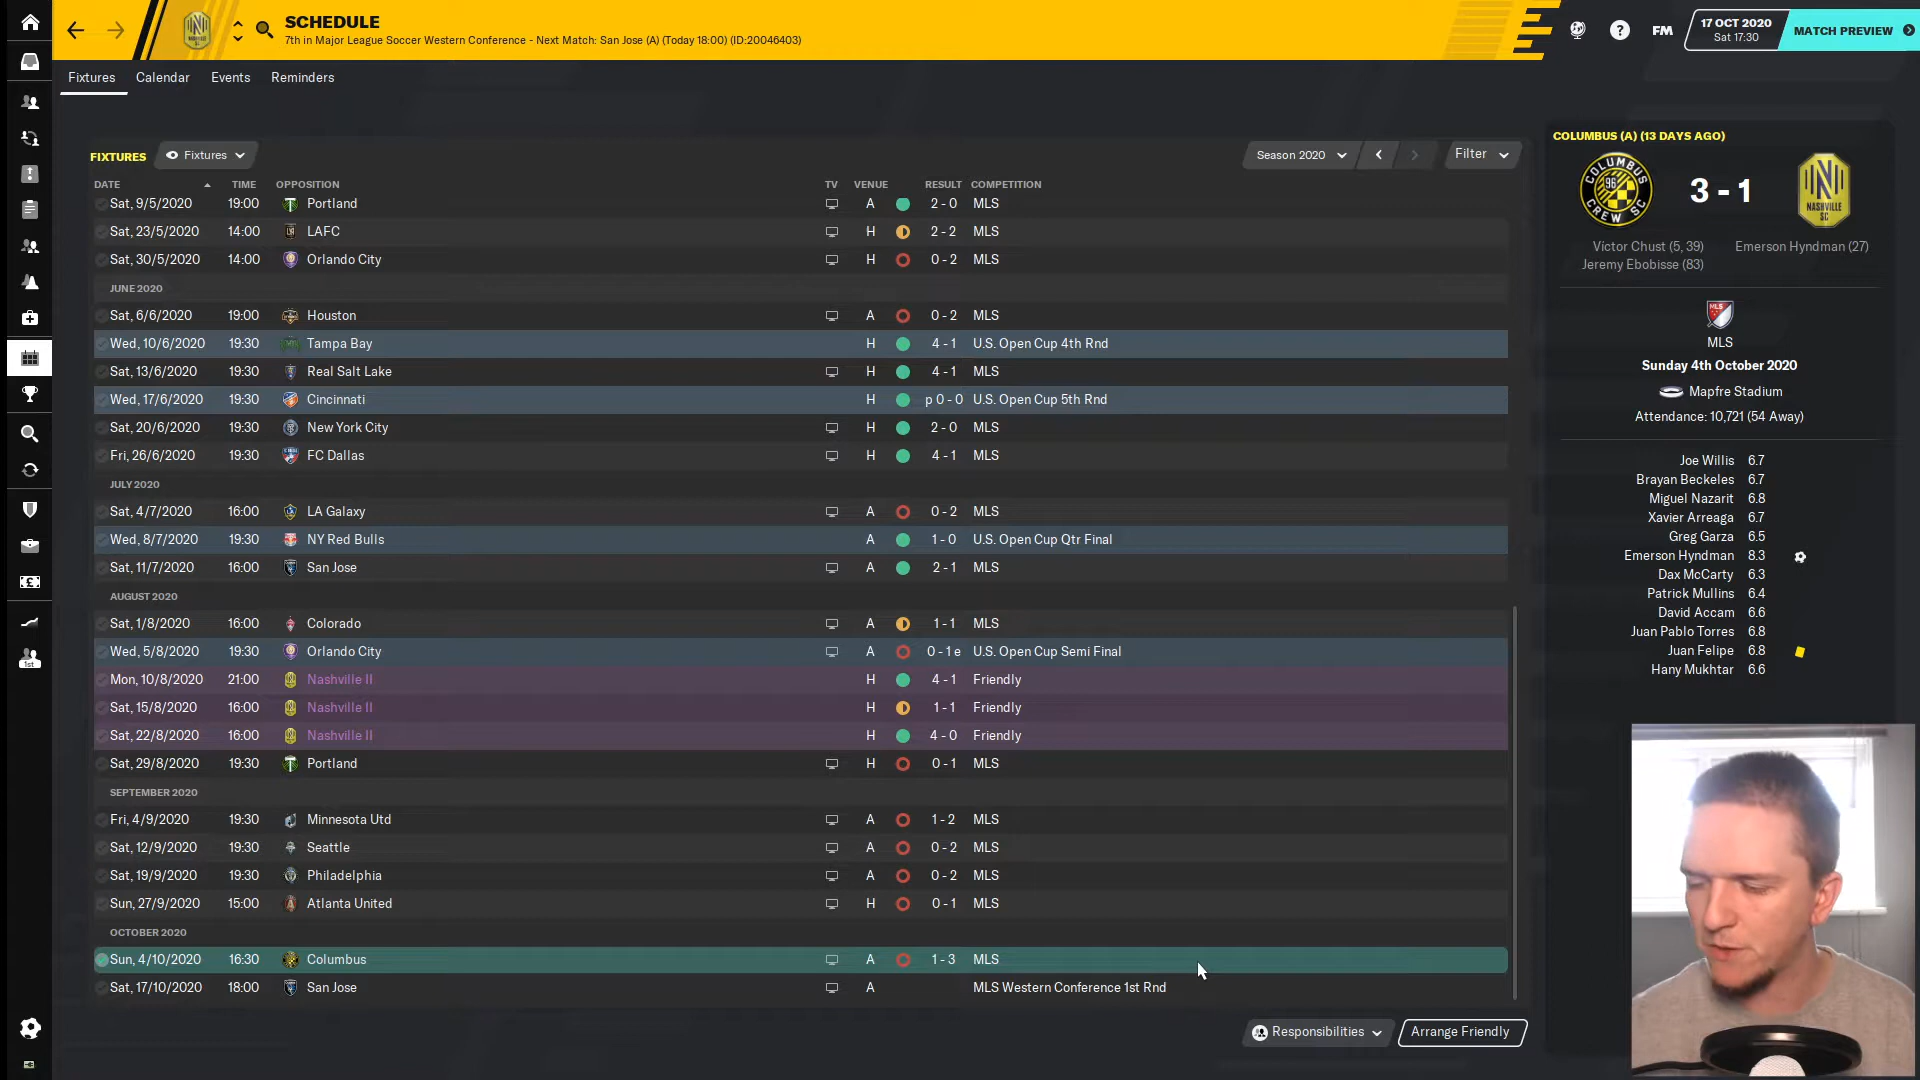 SCHEDULE
7th in Major League Soccer Western Conference - Next Match: San Jose (A) (Today 18:00) (ID:20046403)
FM
17 OCT 2020
Sat 17:30
MATCH PREVIEW
Fixtures Calendar Events Reminders
FIXTURES Fixtures Season 2020 Filter
DATE TIME OPPOSITION TV VENUE RESULT COMPETITION
Sat, 9/5/2020 19:00 Portland A 2 - 0 MLS
Sat, 23/5/2020 14:00 LAFC H 2 - 2 MLS
Sat, 30/5/2020 14:00 Orlando City H 0 - 2 MLS
JUNE 2020
Sat, 6/6/2020 19:00 Houston A 0 - 2 MLS
Wed, 10/6/2020 19:30 Tampa Bay H 4 - 1 U.S. Open Cup 4th Rnd
Sat, 13/6/2020 19:30 Real Salt Lake H 4 - 1 MLS
Wed, 17/6/2020 19:30 Cincinnati H p 0 - 0 U.S. Open Cup 5th Rnd
Sat, 20/6/2020 19:30 New York City H 2 - 0 MLS
Fri, 26/6/2020 19:30 FC Dallas H 4 - 1 MLS
JULY 2020
Sat, 4/7/2020 16:00 LA Galaxy A 0 - 2 MLS
Wed, 8/7/2020 19:30 NY Red Bulls A 1 - 0 U.S. Open Cup Qtr Final
Sat, 11/7/2020 16:00 San Jose A 2 - 1 MLS
AUGUST 2020
Sat, 1/8/2020 16:00 Colorado A 1 - 1 MLS
Wed, 5/8/2020 19:30 Orlando City A 0 - 1 e U.S. Open Cup Semi Final
Mon, 10/8/2020 21:00 Nashville II H 4 - 1 Friendly
Sat, 15/8/2020 16:00 Nashville II H 1 - 1 Friendly
Sat, 22/8/2020 16:00 Nashville II H 4 - 0 Friendly
Sat, 29/8/2020 19:30 Portland H 0 - 1 MLS
SEPTEMBER 2020
Fri, 4/9/2020 19:30 Minnesota Utd A 1 - 2 MLS
Sat, 12/9/2020 19:30 Seattle A 0 - 2 MLS
Sat, 19/9/2020 19:30 Philadelphia A 0 - 2 MLS
Sun, 27/9/2020 15:00 Atlanta United H 0 - 1 MLS
OCTOBER 2020
Sun, 4/10/2020 16:30 Columbus A 1 - 3 MLS
Sat, 17/10/2020 18:00 San Jose A MLS Western Conference 1st Rnd
Responsibilities Arrange Friendly
COLUMBUS (A) (13 DAYS AGO)
COLUMBUS 96 CREW SC
3 - 1
N NASHVILLE SC
Víctor Chust (5, 39) Emerson Hyndman (27)
Jeremy Ebobisse (83)
MLS
MLS
Sunday 4th October 2020
Mapfre Stadium
Attendance: 10,721 (54 Away)
Joe Willis 6.7
Brayan Beckeles 6.7
Miguel Nazarit 6.8
Xavier Arreaga 6.7
Greg Garza 6.5
Emerson Hyndman 8.3
Dax McCarty 6.3
Patrick Mullins 6.4
David Accam 6.6
Juan Pablo Torres 6.8
Juan Felipe 6.8
Hany Mukhtar 6.6
1st